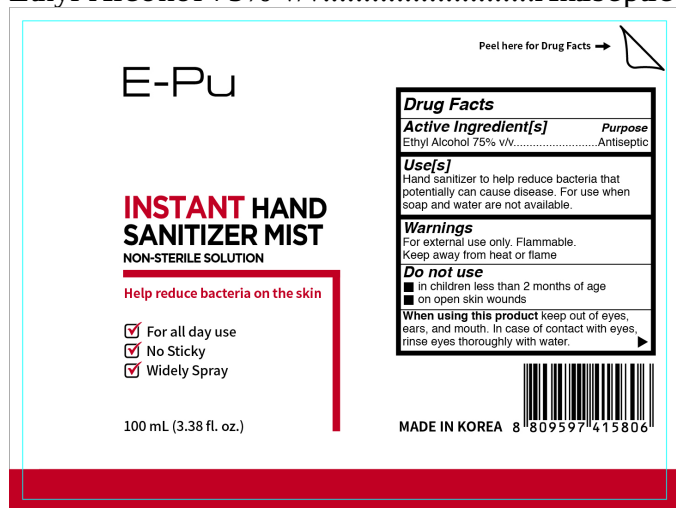 Ethyl Alcohol 75% v/v..............................Antiseptic
Peel here for Drug Facts
E-Pu
INSTANT HAND
SANITIZER MIST
NON-STERILE SOLUTION
Help reduce bacteria on the skin
For all day use
No Sticky
Widely Spray
100 mL (3.38 fl. oz.)
Drug Facts
Active Ingredient[s] Purpose
Ethyl Alcohol 75% v/v..........................Antiseptic
Use[s]
Hand sanitizer to help reduce bacteria that
potentially can cause disease. For use when
soap and water are not available.
Warnings
For external use only. Flammable.
Keep away from heat or flame
Do not use
■ in children less than 2 months of age
■ on open skin wounds
When using this product keep out of eyes,
ears, and mouth. In case of contact with eyes,
rinse eyes thoroughly with water.
MADE IN KOREA
8 809597 415806